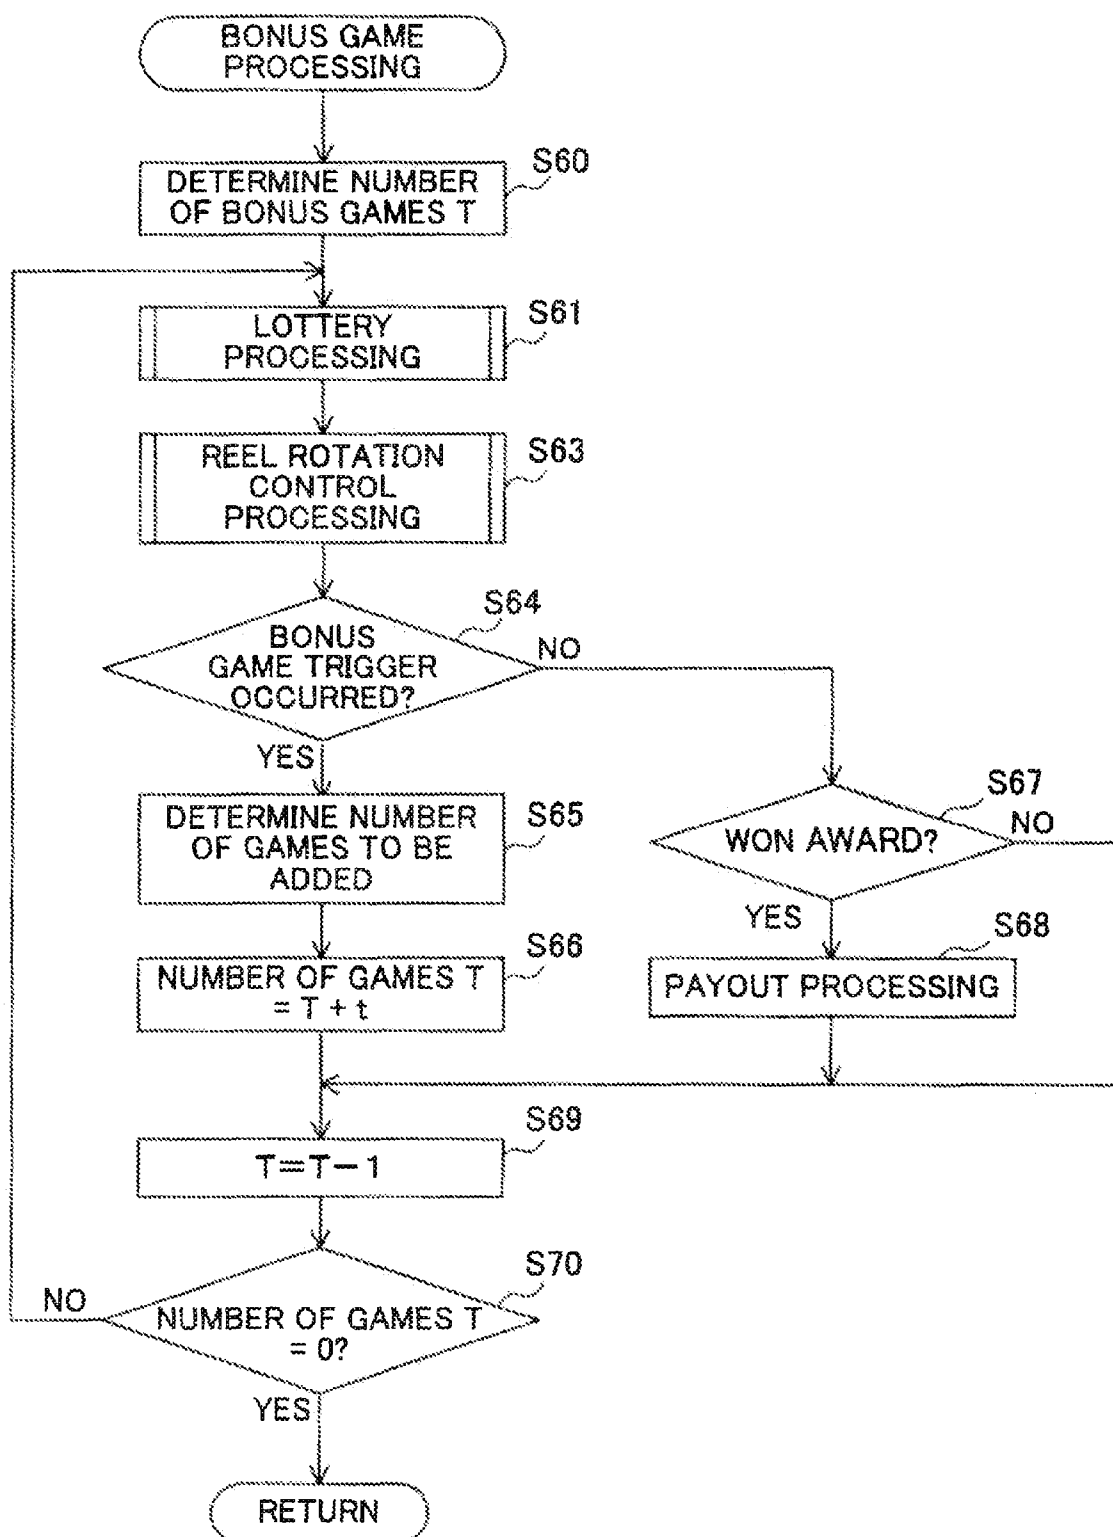 BONUS GAME
PROCESSING
S60
DETERMINE NUMBER
OF BONUS GAMES T
S61
LOTTERY
PROCESSING
S63
REEL ROTATION
CONTROL
PROCESSING
S64
BONUS
GAME TRIGGER
OCCURRED?
NO
YES
S65
DETERMINE NUMBER
OF GAMES TO BE
ADDED
S67
WON AWARD?
NO
YES
S66
NUMBER OF GAMES T
= T + t
S68
PAYOUT PROCESSING
S69
T=T−1
S70
NUMBER OF GAMES T
= 0?
NO
YES
RETURN